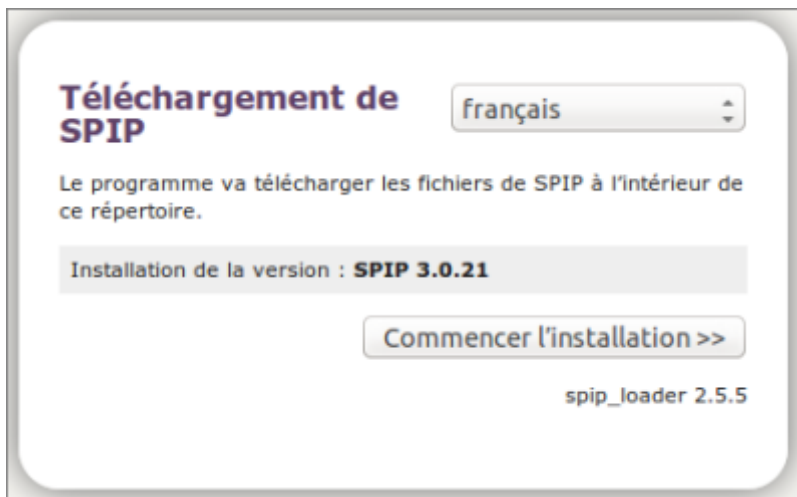 Téléchargement de
SPIP
français
Le programme va télécharger les fichiers de SPIP à l'intérieur de
ce répertoire.
Installation de la version : SPIP 3.0.21
Commencer l'installation >>
spip_loader 2.5.5